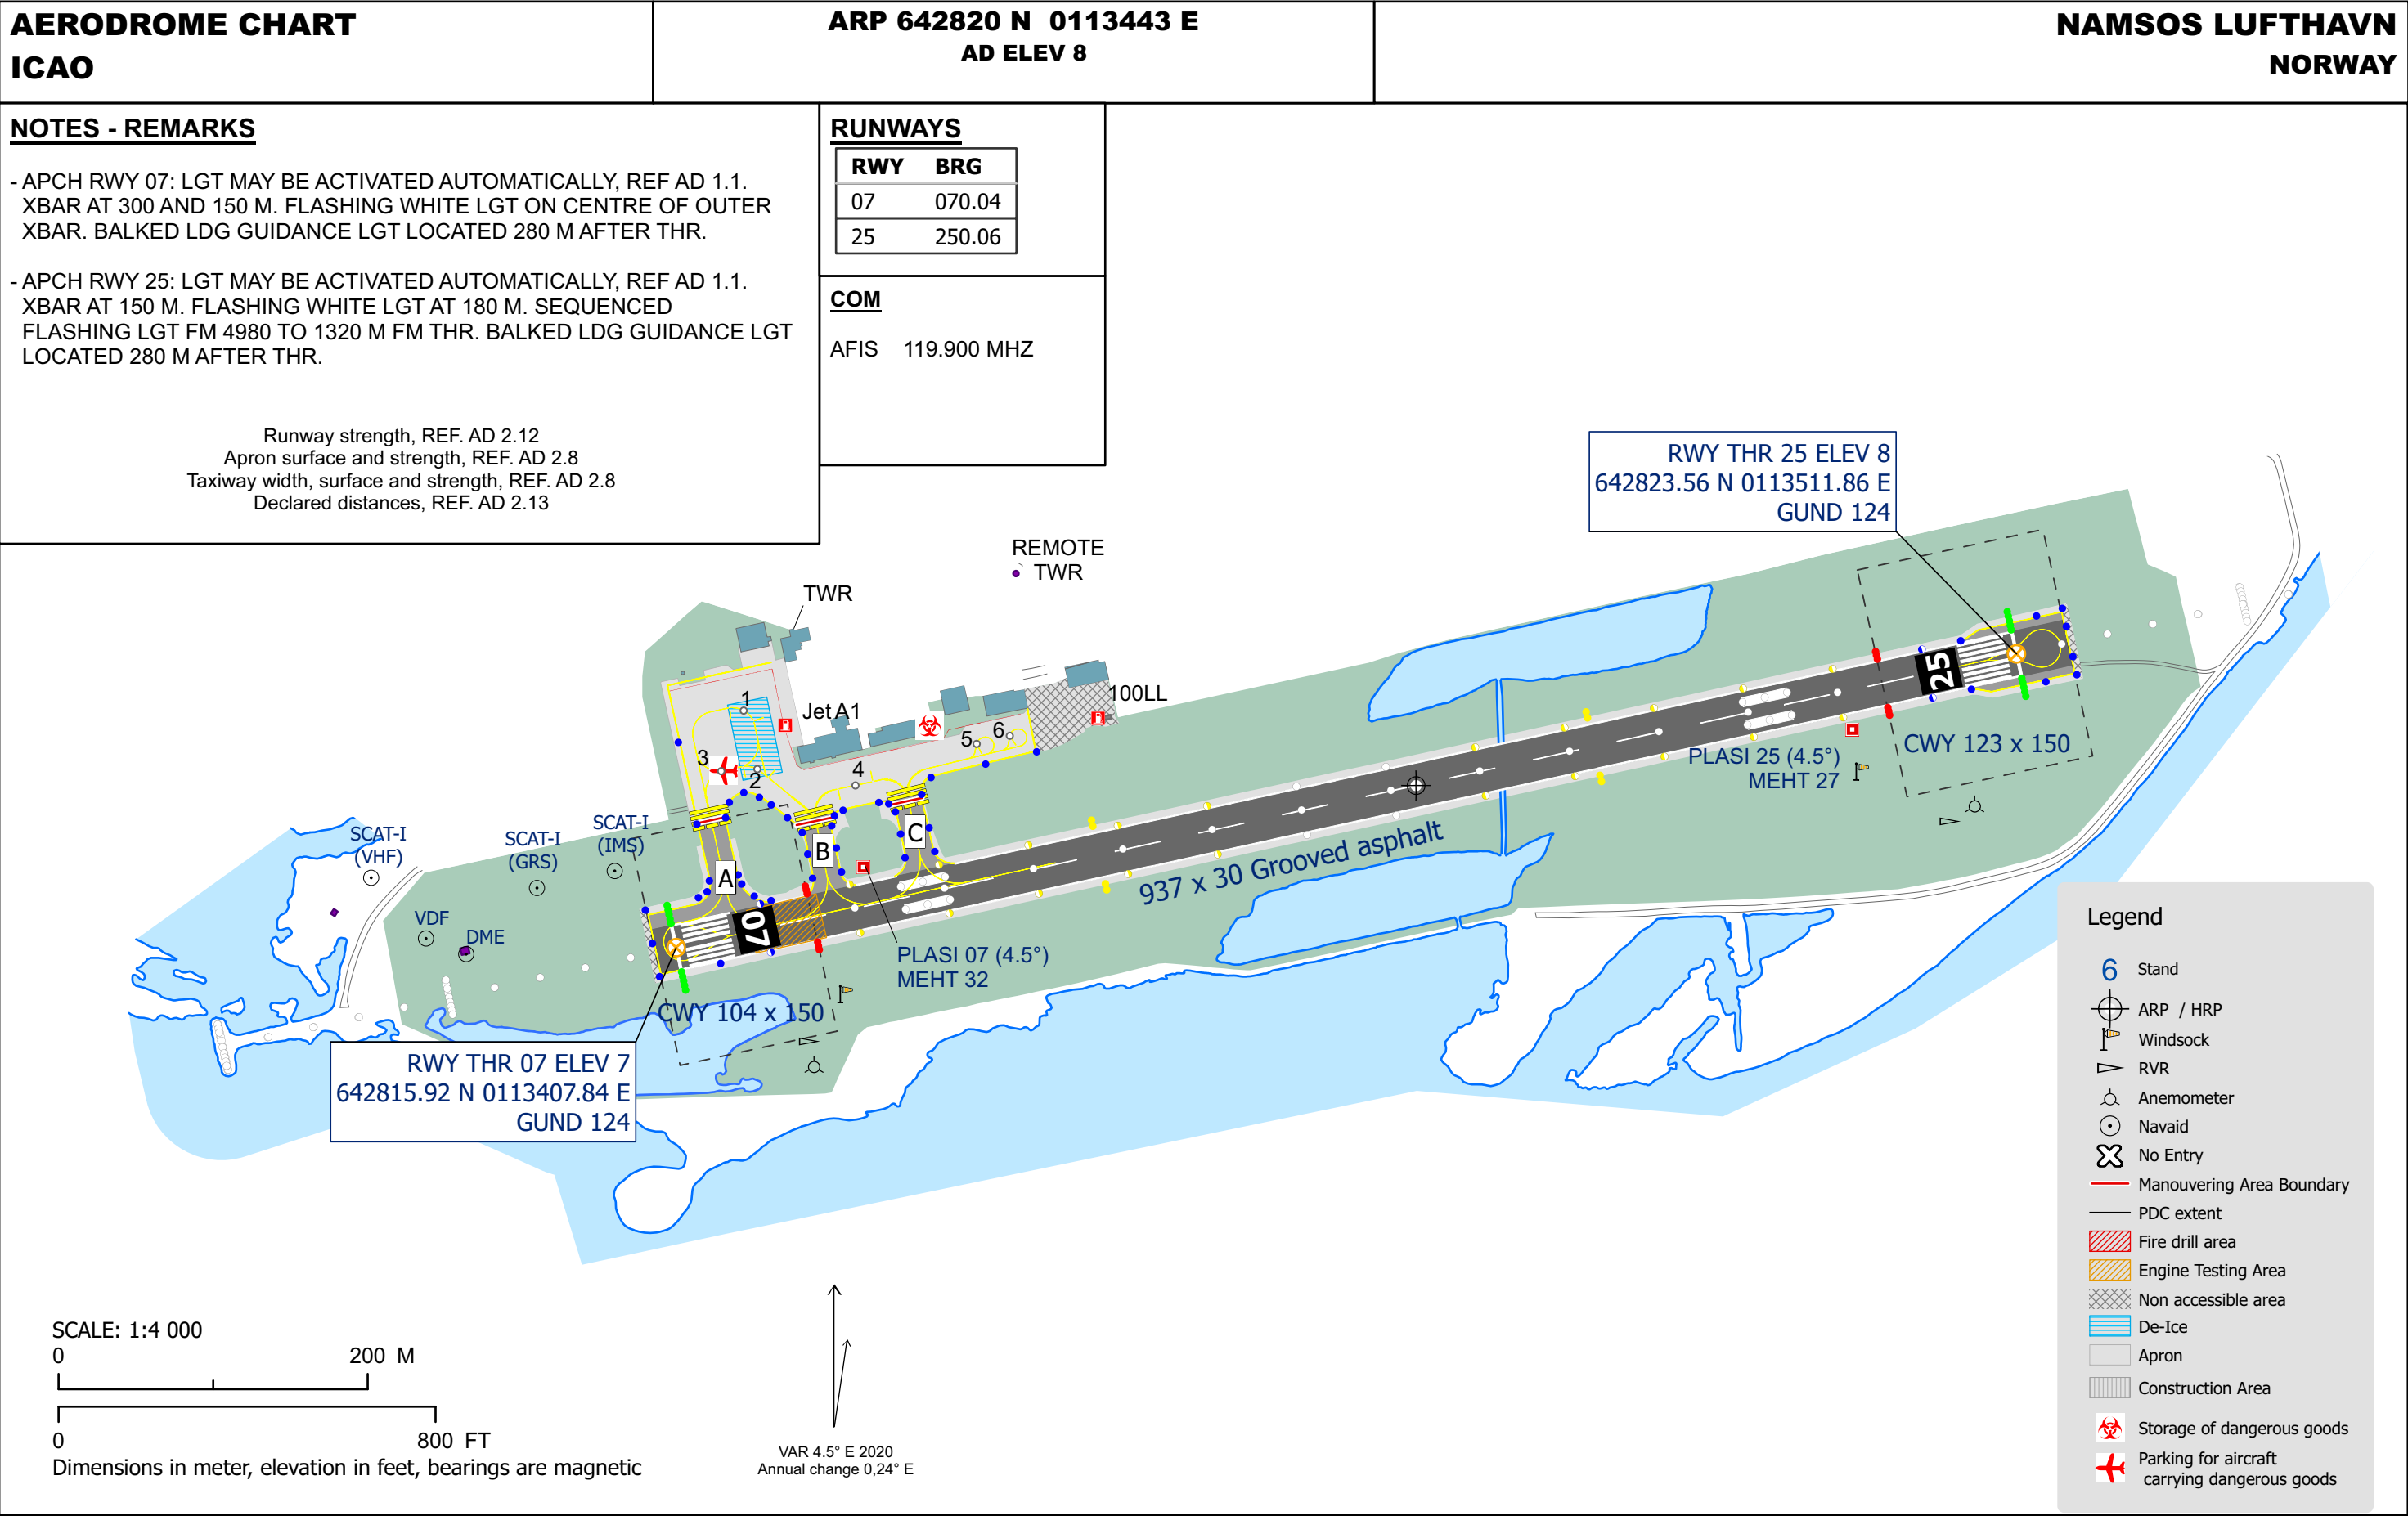 AERODROME CHART
ICAO
ARP 642820 N 0113443 E
AD ELEV 8
NAMSOS LUFTHAVN
NORWAY
NOTES - REMARKS
- APCH RWY 07: LGT MAY BE ACTIVATED AUTOMATICALLY, REF AD 1.1.
XBAR AT 300 AND 150 M. FLASHING WHITE LGT ON CENTRE OF OUTER
XBAR. BALKED LDG GUIDANCE LGT LOCATED 280 M AFTER THR.
- APCH RWY 25: LGT MAY BE ACTIVATED AUTOMATICALLY, REF AD 1.1.
XBAR AT 150 M. FLASHING WHITE LGT AT 180 M. SEQUENCED
FLASHING LGT FM 4980 TO 1320 M FM THR. BALKED LDG GUIDANCE LGT
LOCATED 280 M AFTER THR.
Runway strength, REF. AD 2.12
Apron surface and strength, REF. AD 2.8
Taxiway width, surface and strength, REF. AD 2.8
Declared distances, REF. AD 2.13
RUNWAYS
RWY BRG
07 070.04
25 250.06
COM
AFIS 119.900 MHZ
RWY THR 25 ELEV 8
642823.56 N 0113511.86 E
GUND 124
REMOTE
TWR
TWR
1
Jet A1
100LL
3
2
4
5
6
25
CWY 123 x 150
PLASI 25 (4.5°)
MEHT 27
SCAT-I
(VHF)
SCAT-I
(GRS)
SCAT-I
(IMS)
A
B
C
937 x 30 Grooved asphalt
07
VDF
DME
PLASI 07 (4.5°)
MEHT 32
CWY 104 x 150
RWY THR 07 ELEV 7
642815.92 N 0113407.84 E
GUND 124
Legend
6 Stand
ARP / HRP
Windsock
RVR
Anemometer
Navaid
No Entry
Manouvering Area Boundary
PDC extent
Fire drill area
Engine Testing Area
Non accessible area
De-Ice
Apron
Construction Area
Storage of dangerous goods
Parking for aircraft
carrying dangerous goods
SCALE: 1:4 000
0 200 M
0 800 FT
Dimensions in meter, elevation in feet, bearings are magnetic
VAR 4.5° E 2020
Annual change 0,24° E